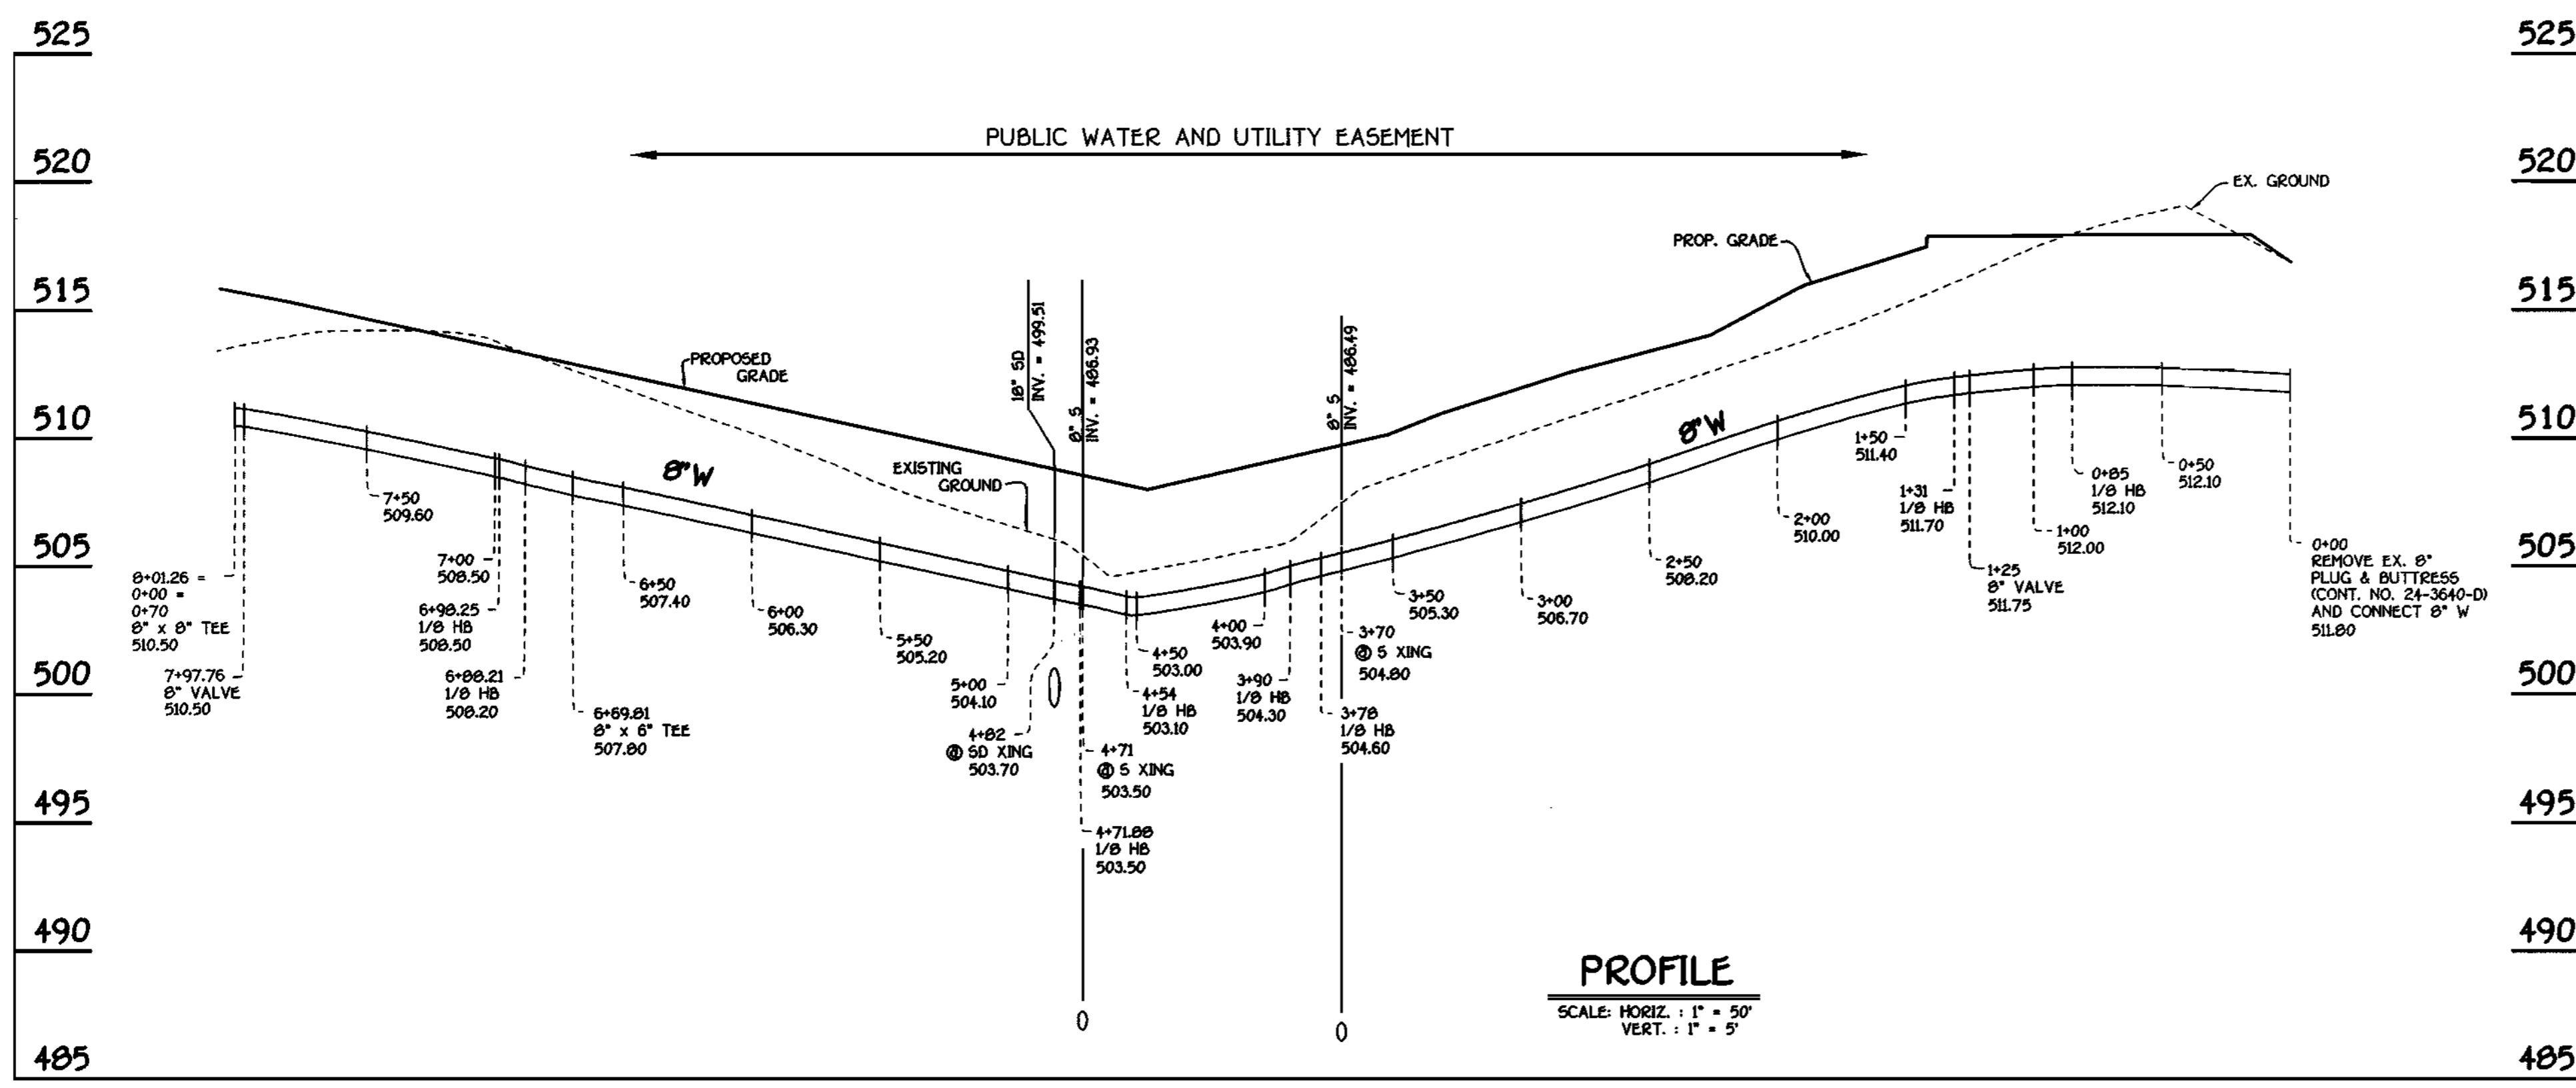 525
525
PUBLIC WATER AND UTILITY EASEMENT
520
520
EX. GROUND
PROP. GRADE
515
515
18" SD
INV. = 499.51
8" S
INV. = 486.93
8" S
INV. = 486.49
PROPOSED
GRADE
510
510
8" W
8" W
EXISTING
GROUND
505
505
8+01.26 =
0+00 =
0+70
8" x 8" TEE
510.50
7+97.76
8" VALVE
510.50
7+50
509.60
7+00
508.50
6+98.25
1/8 HB
508.50
6+88.21
1/8 HB
508.20
6+69.81
8" x 6" TEE
507.80
6+50
507.40
6+00
506.30
5+50
505.20
5+00
504.10
4+82
@ SD XING
503.70
4+71
@ S XING
503.50
4+71.88
1/8 HB
503.50
4+54
1/8 HB
503.10
4+50
503.00
4+00
503.90
3+90
1/8 HB
504.30
3+78
1/8 HB
504.60
3+70
@ S XING
504.80
3+50
505.30
3+00
506.70
2+50
508.20
2+00
510.00
1+50
511.40
1+31
1/8 HB
511.70
1+25
8" VALVE
511.75
1+00
512.00
0+85
1/8 HB
512.10
0+50
512.10
0+00
REMOVE EX. 8"
PLUG & BUTTRESS
(CONT. NO. 24-3640-D)
AND CONNECT 8" W
511.80
500
500
495
495
490
490
PROFILE
SCALE: HORIZ. : 1" = 50'
VERT. : 1" = 5'
485
485